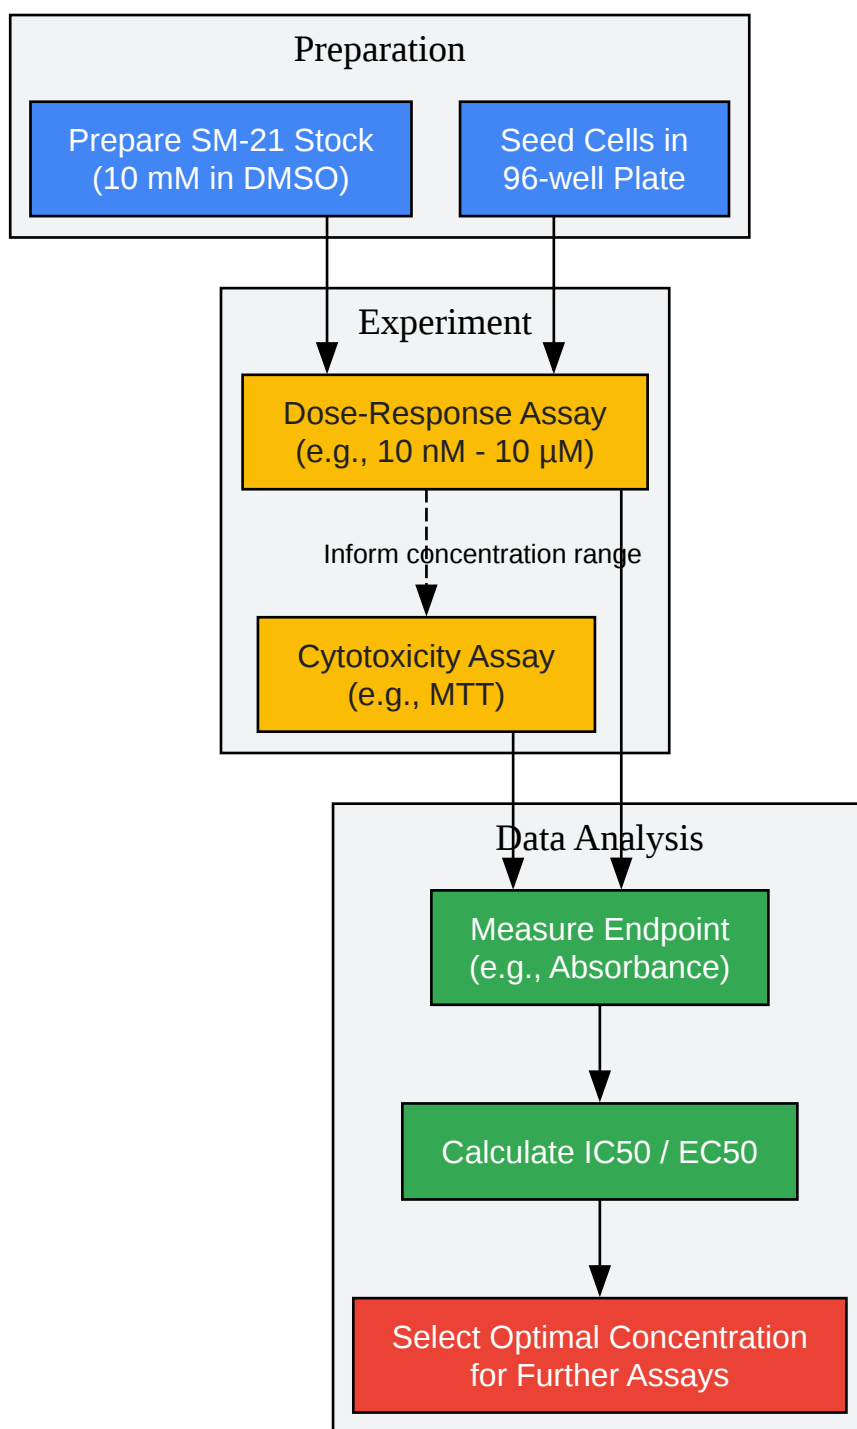 Preparation
Prepare SM-21 Stock
(10 mM in DMSO)
Seed Cells in
96-well Plate
Experiment
Dose-Response Assay
(e.g., 10 nM - 10 µM)
Inform concentration range
Cytotoxicity Assay
(e.g., MTT)
Data Analysis
Measure Endpoint
(e.g., Absorbance)
Calculate IC50 / EC50
Select Optimal Concentration
for Further Assays